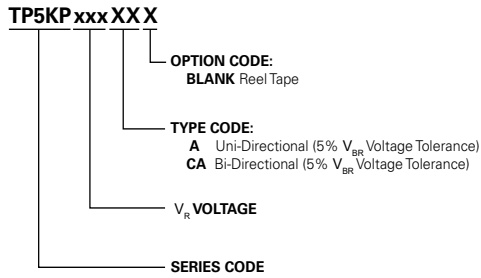 TP5KPxxxXX X
OPTION CODE:
BLANK Reel Tape
TYPE CODE:
A Uni-Directional (5% VBR Voltage Tolerance)
CA Bi-Directional (5% VBR Voltage Tolerance)
VR VOLTAGE
SERIES CODE